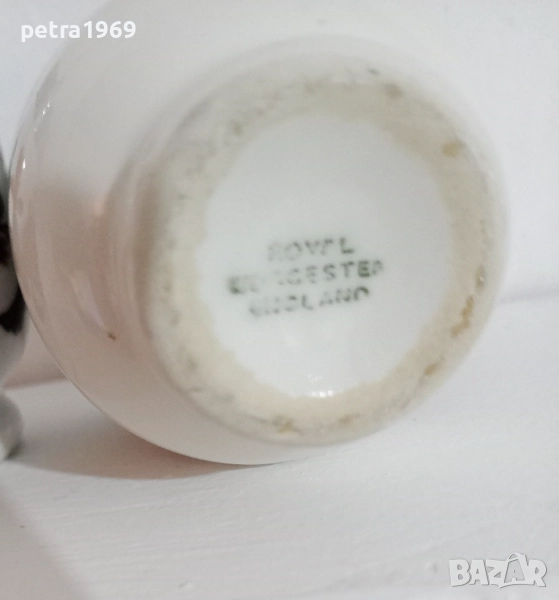 petra1969
ROYAL
WORCESTER
ENGLAND
BAZAR